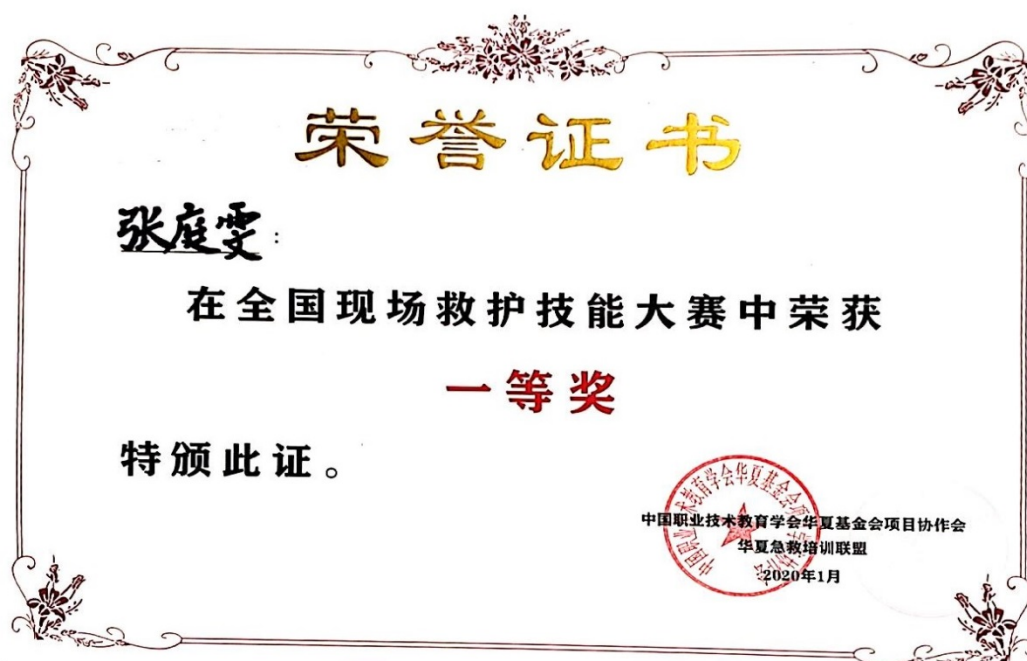 荣誉证书
张庭雯：
在全国现场救护技能大赛中荣获
一等奖
特颁此证。
中国职业技术教育学会华夏基金会项目协作会
华夏急救培训联盟
2020年1月